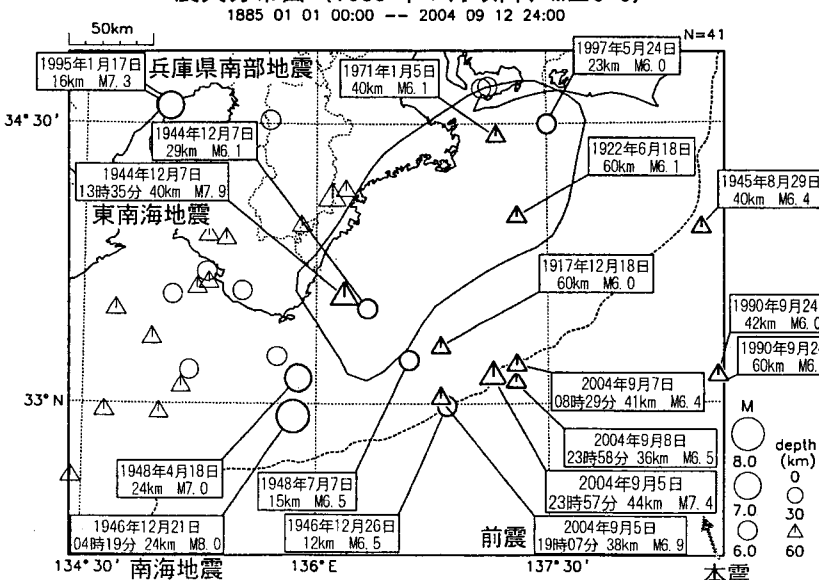 1885 01 01 00:00 -- 2004 09 12 24:00
50km
N=41
1995年1月17日
16km M7.3
兵庫県南部地震
1971年1月5日
40km M6.1
1997年5月24日
23km M6.0
34°30'
1944年12月7日
29km M6.1
1922年6月18日
60km M6.1
1944年12月7日
13時35分 40km M7.9
東南海地震
1945年8月29日
40km M6.4
1917年12月18日
60km M6.0
1990年9月24
42km M6.0
1990年9月2
60km M6.
33°N
2004年9月7日
08時29分 41km M6.4
2004年9月8日
23時58分 36km M6.5
1948年4月18日
24km M7.0
1948年7月7日
15km M6.5
2004年9月5日
23時57分 44km M7.4
1946年12月21日
04時19分 24km M8.0
1946年12月26日
12km M6.5
前震
2004年9月5日
19時07分 38km M6.9
M
8.0
7.0
6.0
depth
(km)
0
30
60
134°30'
南海地震
136°E
137°30'
本震